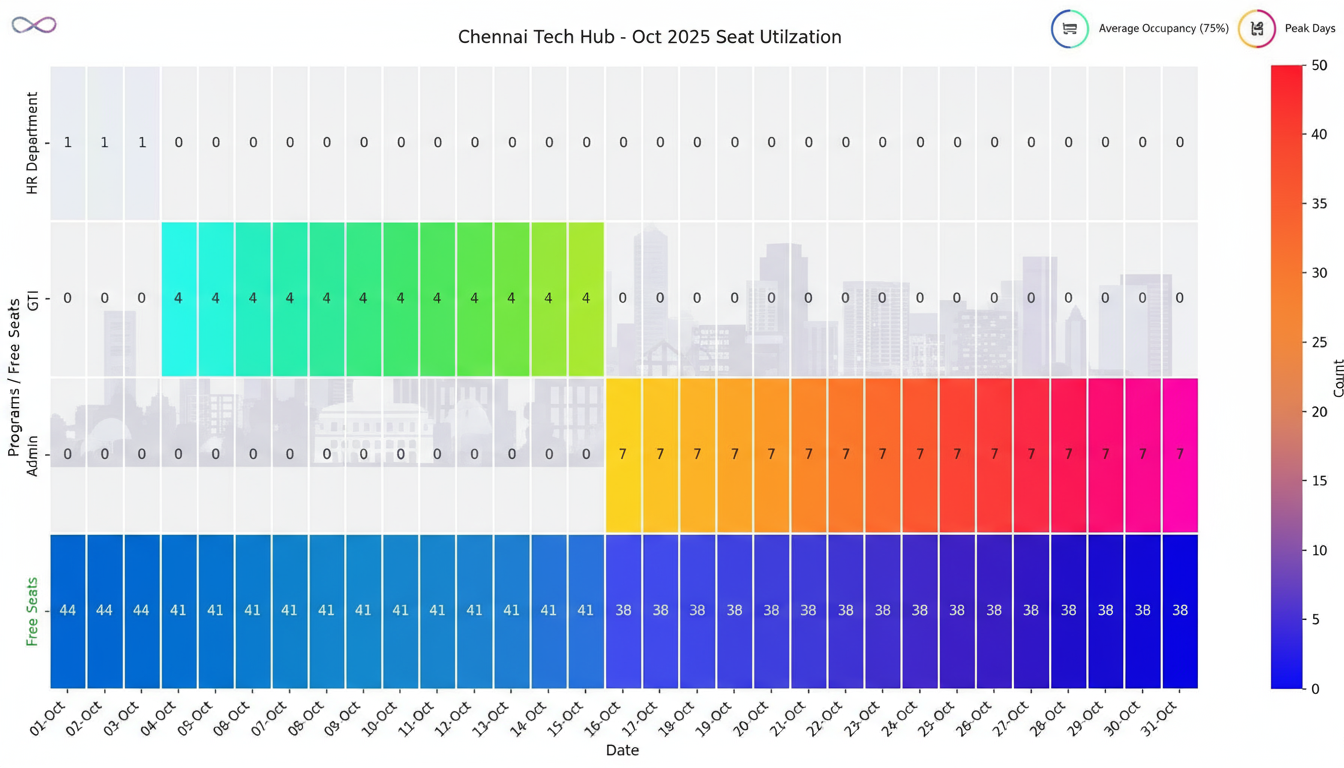 Chennai Tech Hub - Oct 2025 Seat Utilzation
Average Occupancy (75%)
Peak Days
Programs / Free Seats
HR Department
1 1 1 0 0 0 0 0 0 0 0 0 0 0 0 0 0 0 0 0 0 0 0 0 0 0 0 0 0 0 0
GTI
0 0 0 4 4 4 4 4 4 4 4 4 4 4 4 0 0 0 0 0 0 0 0 0 0 0 0 0 0 0 0
Admin
0 0 0 0 0 0 0 0 0 0 0 0 0 0 0 7 7 7 7 7 7 7 7 7 7 7 7 7 7 7 7
Free Seats
44 44 44 41 41 41 41 41 41 41 41 41 41 41 41 38 38 38 38 38 38 38 38 38 38 38 38 38 38 38 38
01-Oct 02-Oct 03-Oct 04-Oct 05-Oct 06-Oct 07-Oct 08-Oct 09-Oct 10-Oct 11-Oct 12-Oct 13-Oct 14-Oct 15-Oct 16-Oct 17-Oct 18-Oct 19-Oct 20-Oct 21-Oct 22-Oct 23-Oct 24-Oct 25-Oct 26-Oct 27-Oct 28-Oct 29-Oct 30-Oct 31-Oct
Date
50
40
35
30
25
20
15
10
5
0
Count